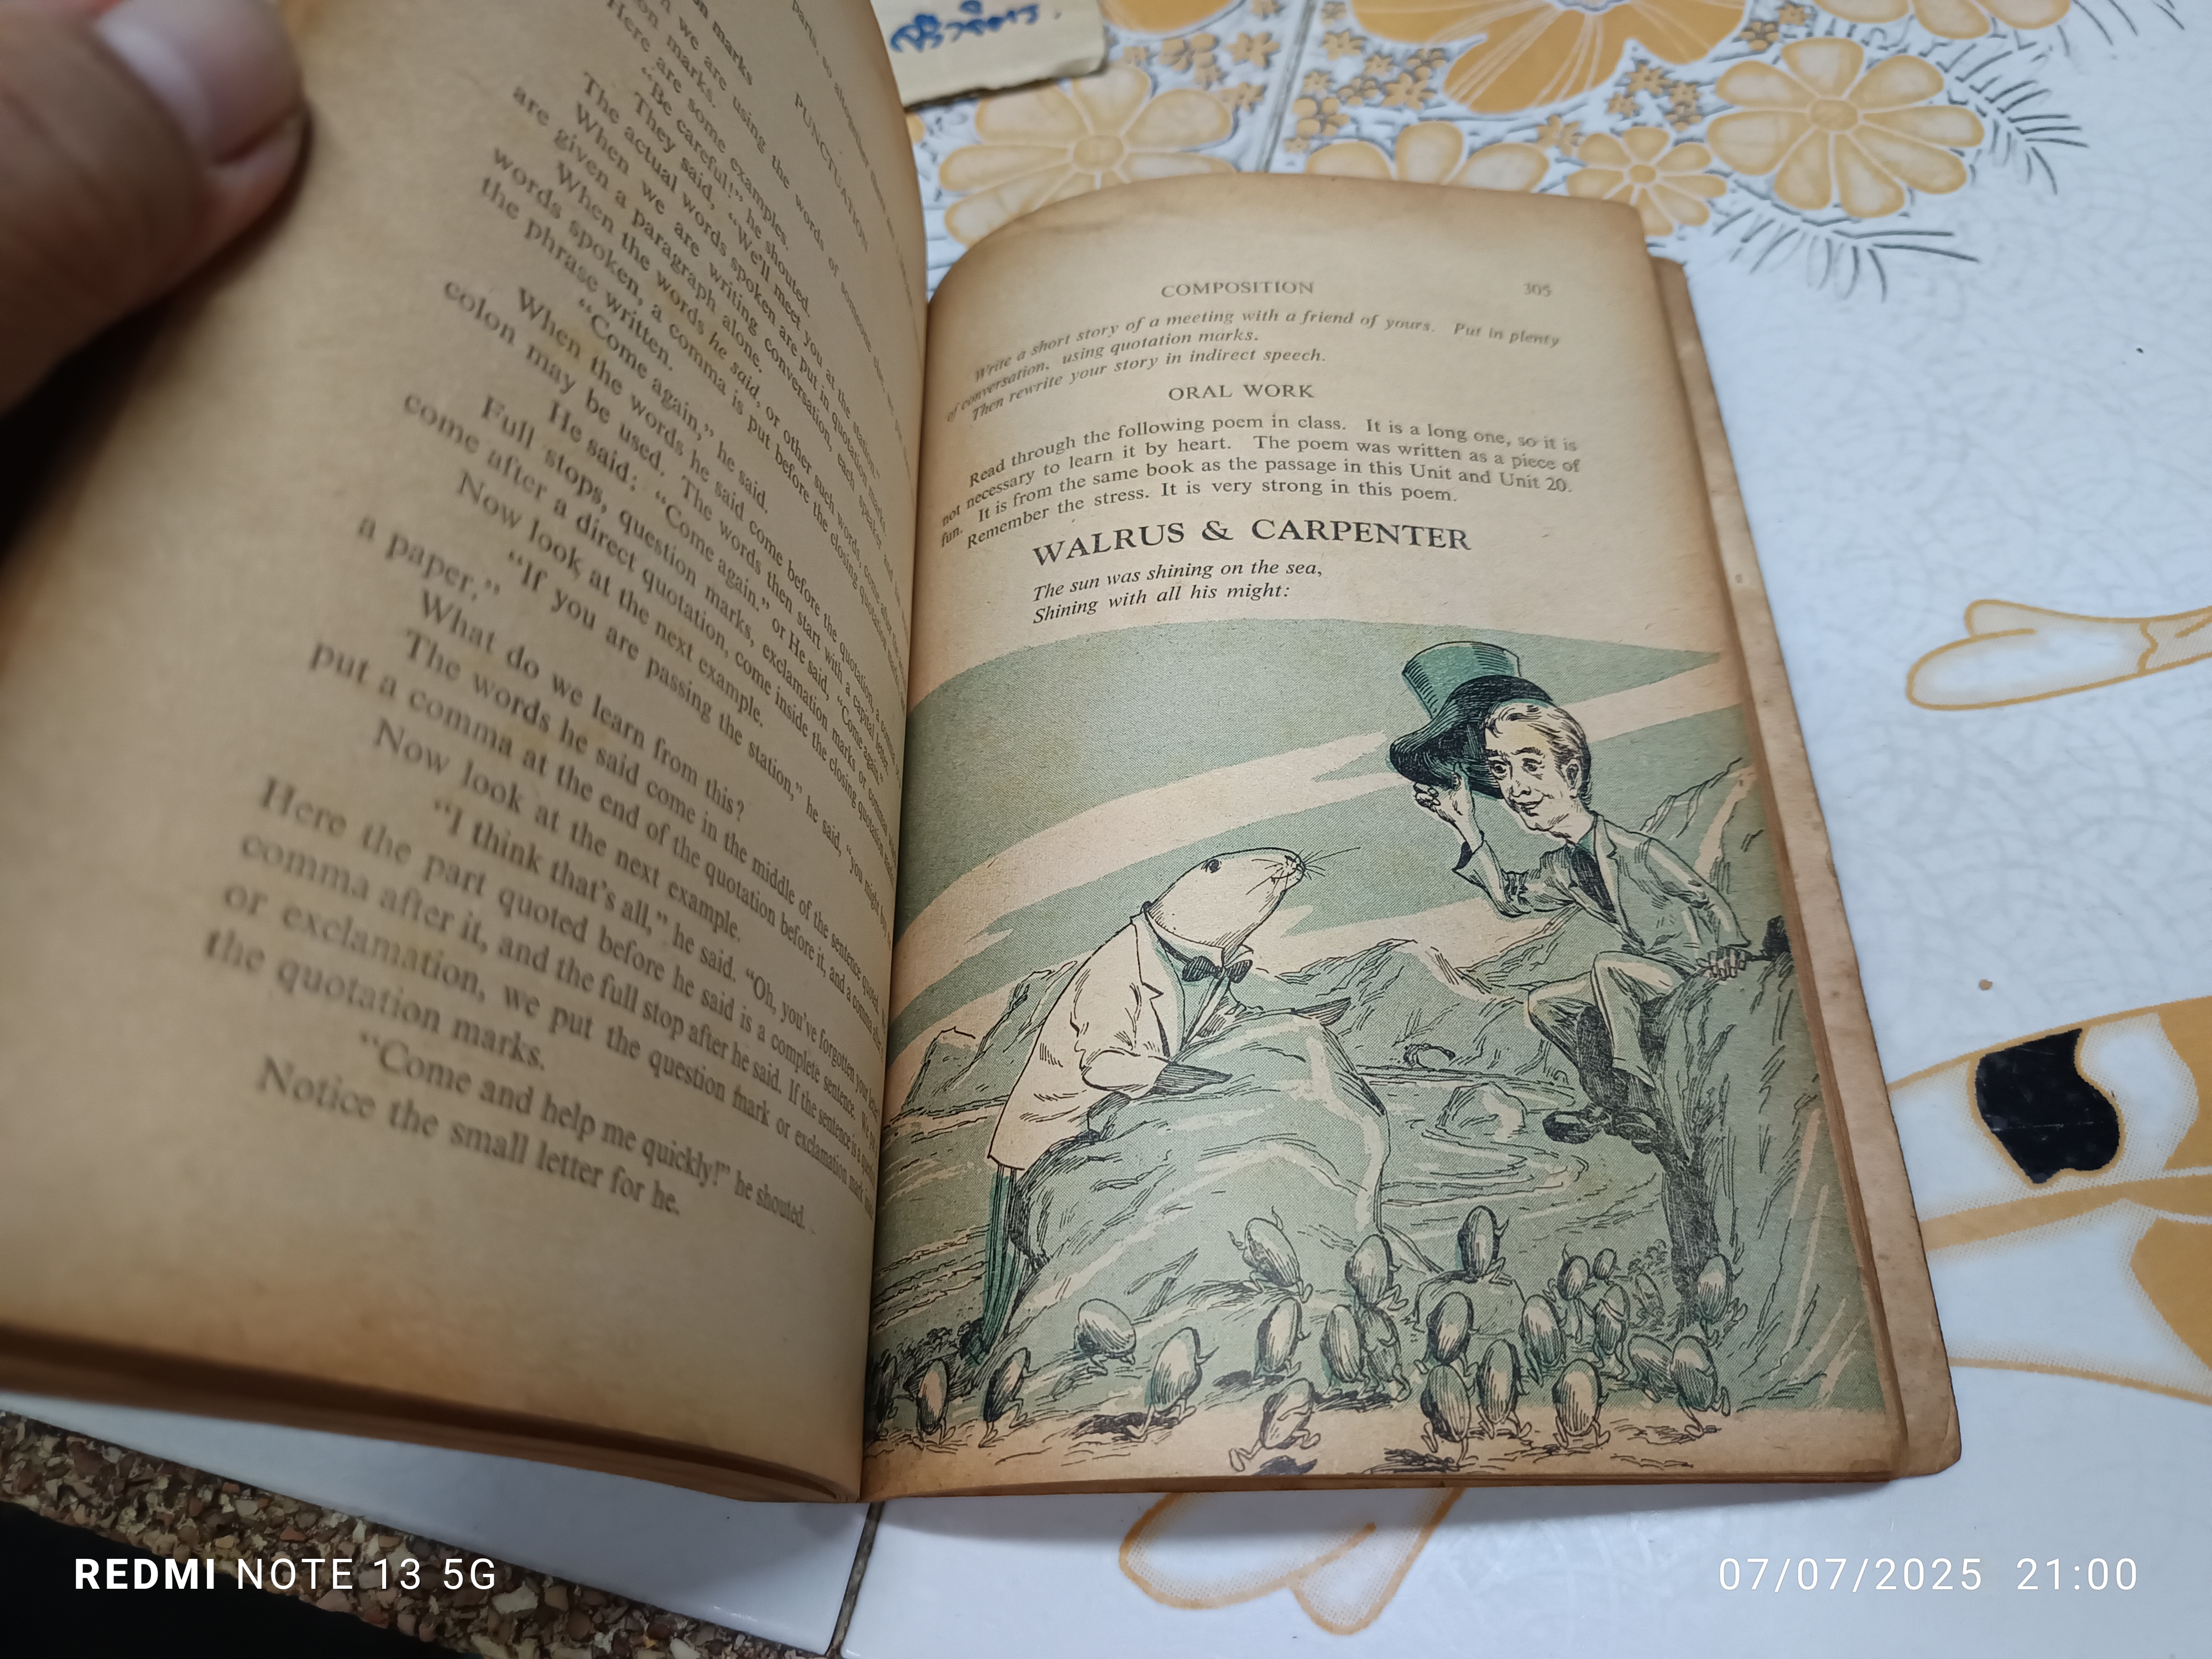 PUNCTUATION
are using the words of someone
marks.
Here are some examples.
“Be careful!” he shouted.
They said, “We'll meet you at the station.”
The actual words spoken are put in quotation marks.
When we are writing conversation, each speaker
are given a paragraph alone.
When the words he said, or other such words, come after the
words spoken, a comma is put before the closing quotation
the phrase written.
“Come again,” he said.
When the words he said come before the quotation, a comma
colon may be used. The words then start with a capital letter.
He said: “Come again.” or He said, “Come again.”
Full stops, question marks, exclamation marks or commas
come after a direct quotation, come inside the closing quotation
Now look at the next example.
“If you are passing the station,” he said, “you might buy
a paper.”
What do we learn from this?
The words he said come in the middle of the sentence quoted.
put a comma at the end of the quotation before it, and a comma after
Now look at the next example.
“I think that's all,” he said. “Oh, you've forgotten your
Here the part quoted before he said is a complete sentence. We
comma after it, and the full stop after he said. If the sentence is a question
or exclamation, we put the question mark or exclamation mark
the quotation marks.
“Come and help me quickly!” he shouted.
Notice the small letter for he.
COMPOSITION 305
Write a short story of a meeting with a friend of yours. Put in plenty
of conversation, using quotation marks.
Then rewrite your story in indirect speech.
ORAL WORK
Read through the following poem in class. It is a long one, so it is
not necessary to learn it by heart. The poem was written as a piece of
fun. It is from the same book as the passage in this Unit and Unit 20.
Remember the stress. It is very strong in this poem.
WALRUS & CARPENTER
The sun was shining on the sea,
Shining with all his might:
REDMI NOTE 13 5G
07/07/2025 21:00